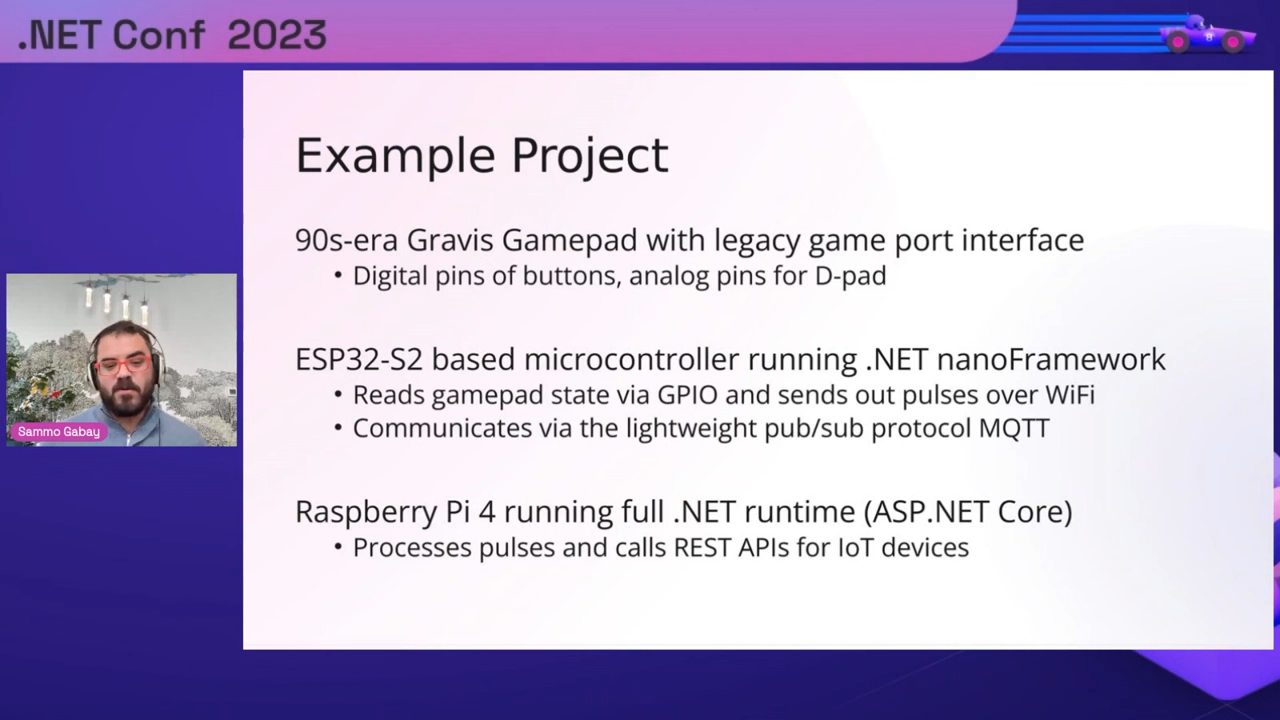 .NET Conf 2023
Example Project
90s-era Gravis Gamepad with legacy game port interface
• Digital pins of buttons, analog pins for D-pad
ESP32-S2 based microcontroller running .NET nanoFramework
• Reads gamepad state via GPIO and sends out pulses over WiFi
• Communicates via the lightweight pub/sub protocol MQTT
Raspberry Pi 4 running full .NET runtime (ASP.NET Core)
• Processes pulses and calls REST APIs for IoT devices
Sammo Gabay
8